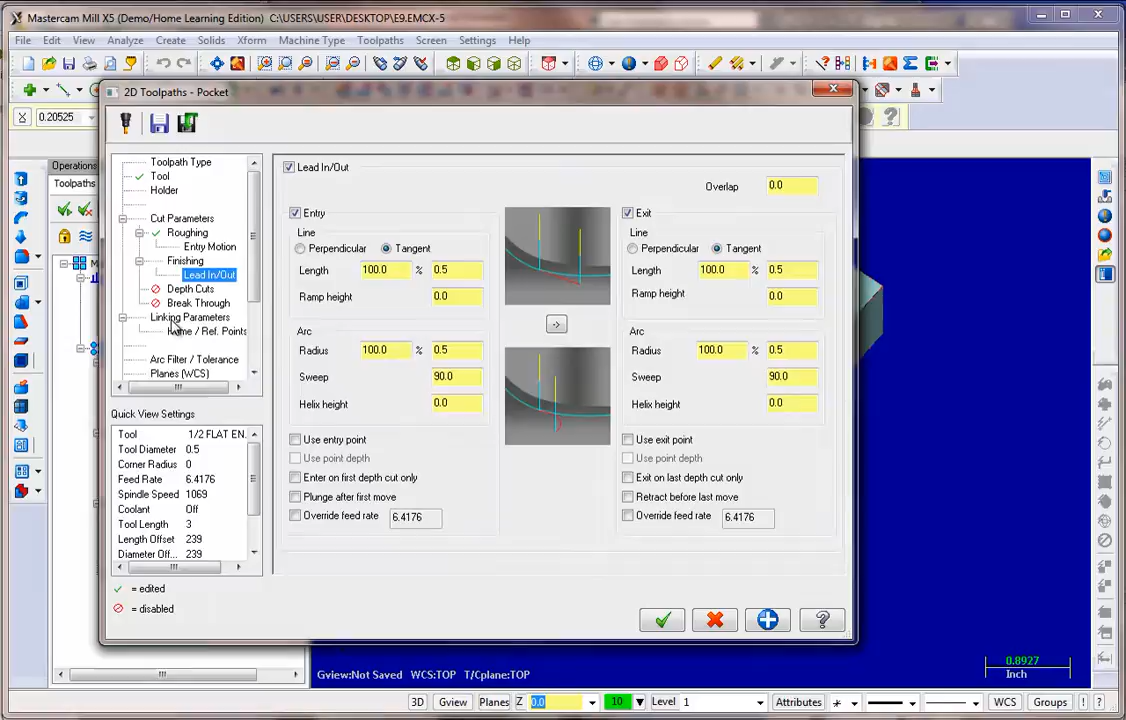 Mastercam Mill X5 (Demo/Home Learning Edition) C:\USERS\USER\DESKTOP\E9.EMCX-5
File Edit View Analyze Create Solids Xform Machine Type Toolpaths Screen Settings Help
2D Toolpaths - Pocket
0.20525
Operations
Toolpaths
Toolpath Type
Tool
Holder
Cut Parameters
Roughing
Entry Motion
Finishing
Lead In/Out
Depth Cuts
Break Through
Linking Parameters
Home / Ref. Points
Arc Filter / Tolerance
Planes (WCS)
Quick View Settings
Tool 1/2 FLAT EN.
Tool Diameter 0.5
Corner Radius 0
Feed Rate 6.4176
Spindle Speed 1069
Coolant Off
Tool Length 3
Length Offset 239
Diameter Of... 239
= edited
= disabled
Lead In/Out
Overlap 0.0
Entry
Line
Perpendicular Tangent
Length 100.0 % 0.5
Ramp height 0.0
Arc
Radius 100.0 % 0.5
Sweep 90.0
Helix height 0.0
Use entry point
Use point depth
Enter on first depth cut only
Plunge after first move
Override feed rate 6.4176
Exit
Line
Perpendicular Tangent
Length 100.0 % 0.5
Ramp height 0.0
Arc
Radius 100.0 % 0.5
Sweep 90.0
Helix height 0.0
Use exit point
Use point depth
Exit on last depth cut only
Retract before last move
Override feed rate 6.4176
Gview:Not Saved WCS:TOP T/Cplane:TOP
0.8927
Inch
3D Gview Planes Z 0.0 10 Level 1 Attributes WCS Groups ! ?